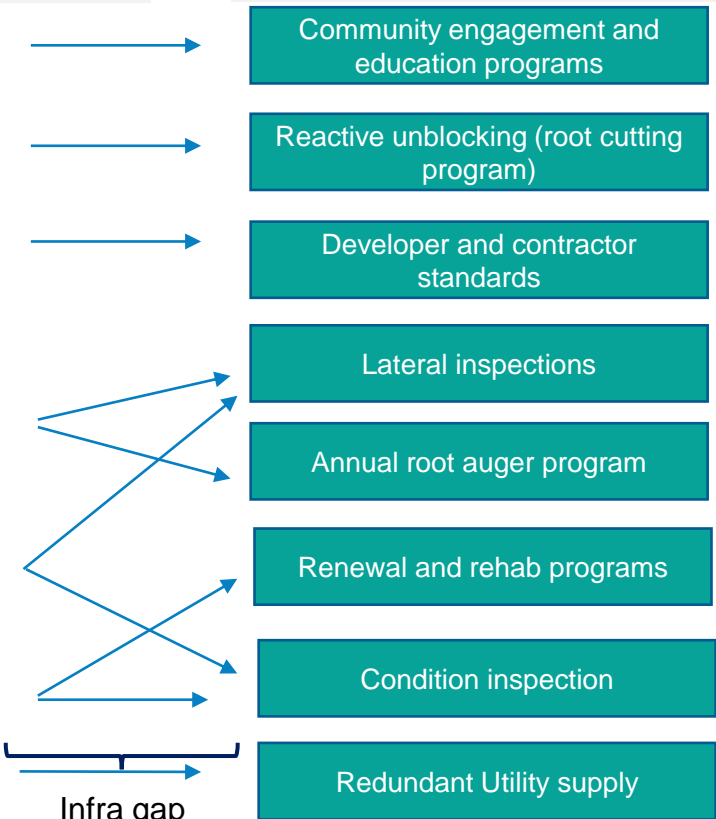 Community engagement and
education programs
Reactive unblocking (root cutting
program)
Developer and contractor
standards
Lateral inspections
Annual root auger program
Renewal and rehab programs
Condition inspection
Redundant Utility supply
Infra gap